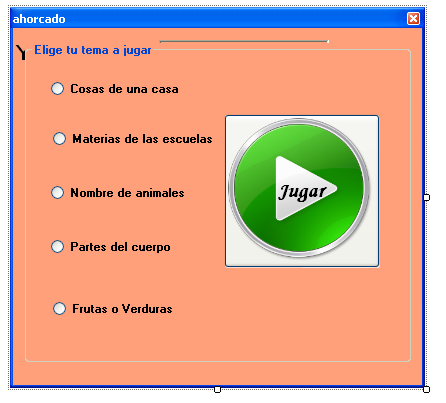 ahorcado
Elige tu tema a jugar
Cosas de una casa
Materias de las escuelas
Nombre de animales
Jugar
Partes del cuerpo
Frutas o Verduras